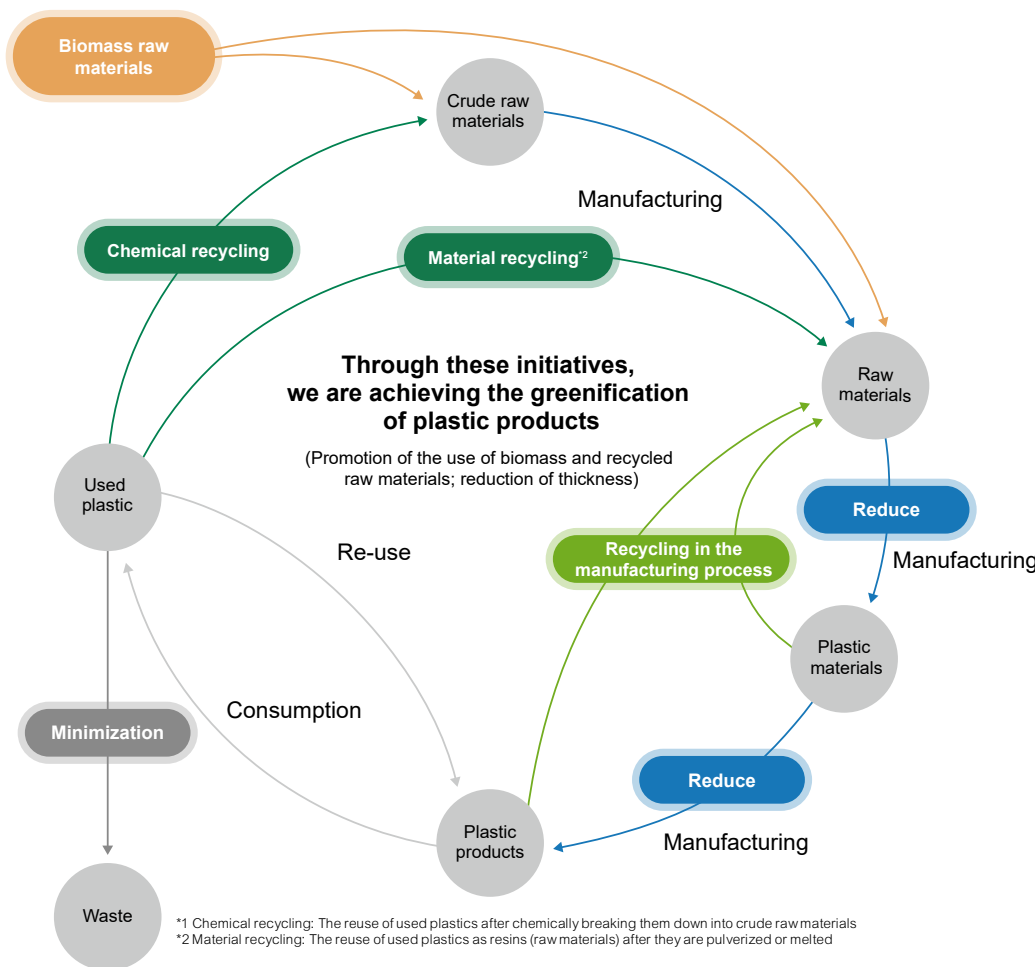 Biomass raw
materials
Crude raw
materials
Manufacturing
Chemical recycling
Material recycling*2
Through these initiatives,
we are achieving the greenification
of plastic products
(Promotion of the use of biomass and recycled
raw materials; reduction of thickness)
Raw
materials
Used
plastic
Reduce
Re-use
Recycling in the
manufacturing process
Manufacturing
Plastic
materials
Consumption
Minimization
Reduce
Plastic
products
Manufacturing
Waste
*1 Chemical recycling: The reuse of used plastics after chemically breaking them down into crude raw materials
*2 Material recycling: The reuse of used plastics as resins (raw materials) after they are pulverized or melted